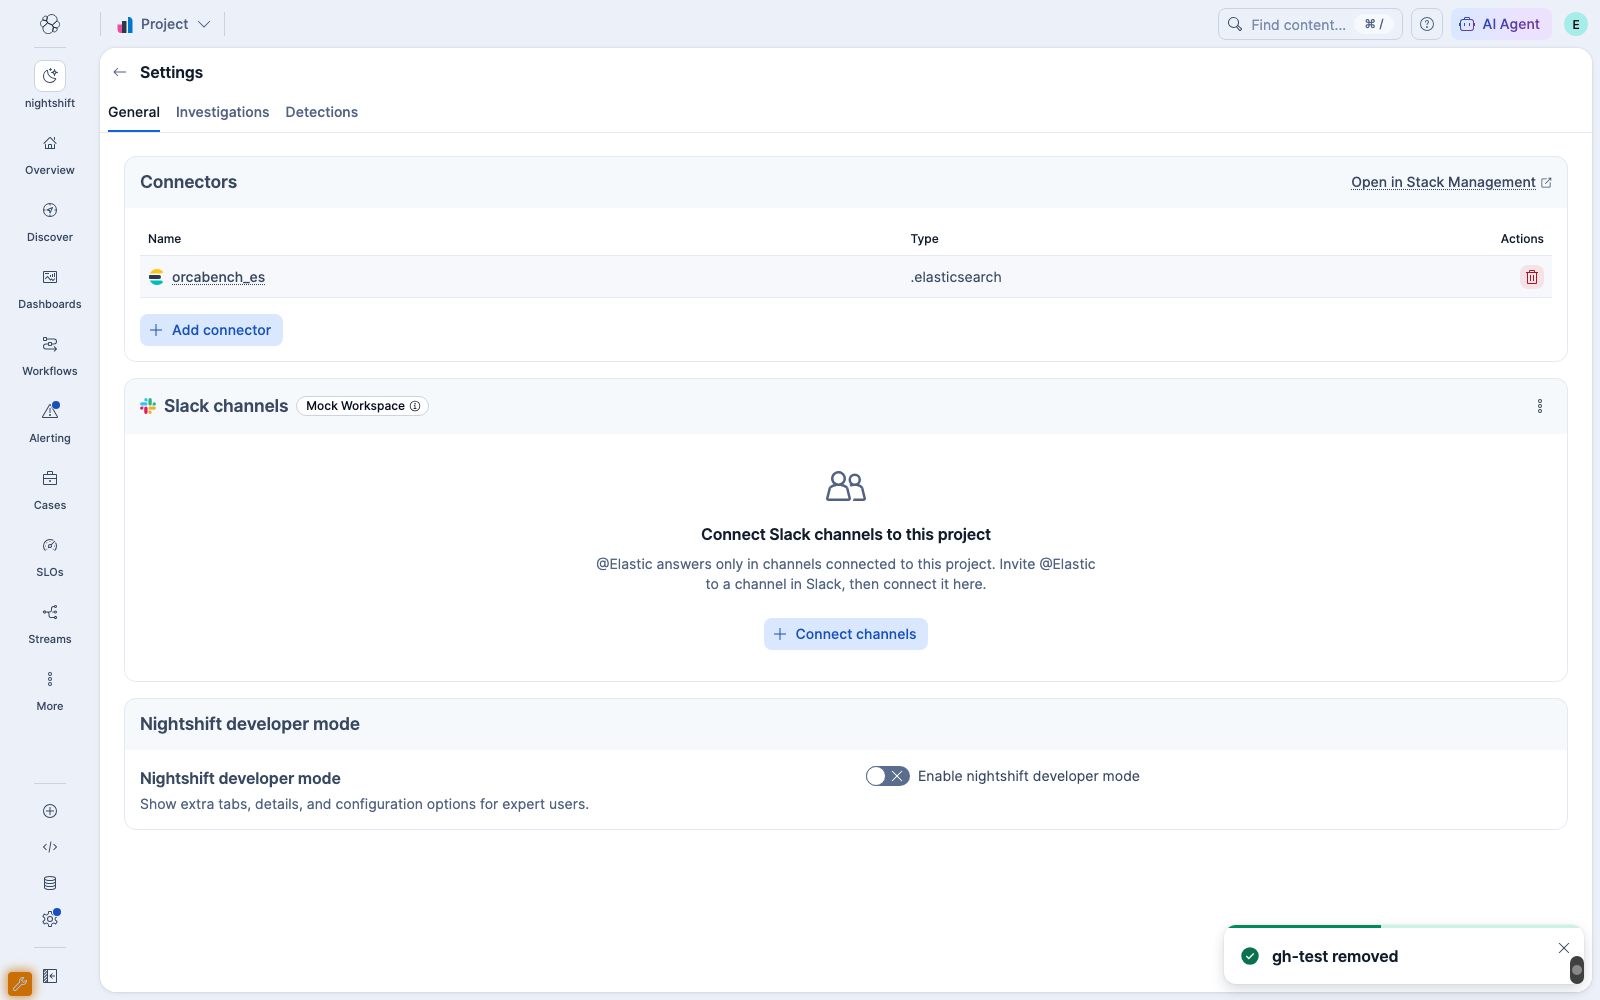 Project
Find content...
⌘ /
AI Agent
E
nightshift
Overview
Discover
Dashboards
Workflows
Alerting
Cases
SLOs
Streams
More
Settings
General
Investigations
Detections
Connectors
Open in Stack Management
Name
Type
Actions
orcabench_es
.elasticsearch
Add connector
Slack channels
Mock Workspace
Connect Slack channels to this project
@Elastic answers only in channels connected to this project. Invite @Elastic
to a channel in Slack, then connect it here.
Connect channels
Nightshift developer mode
Nightshift developer mode
Show extra tabs, details, and configuration options for expert users.
Enable nightshift developer mode
gh-test removed